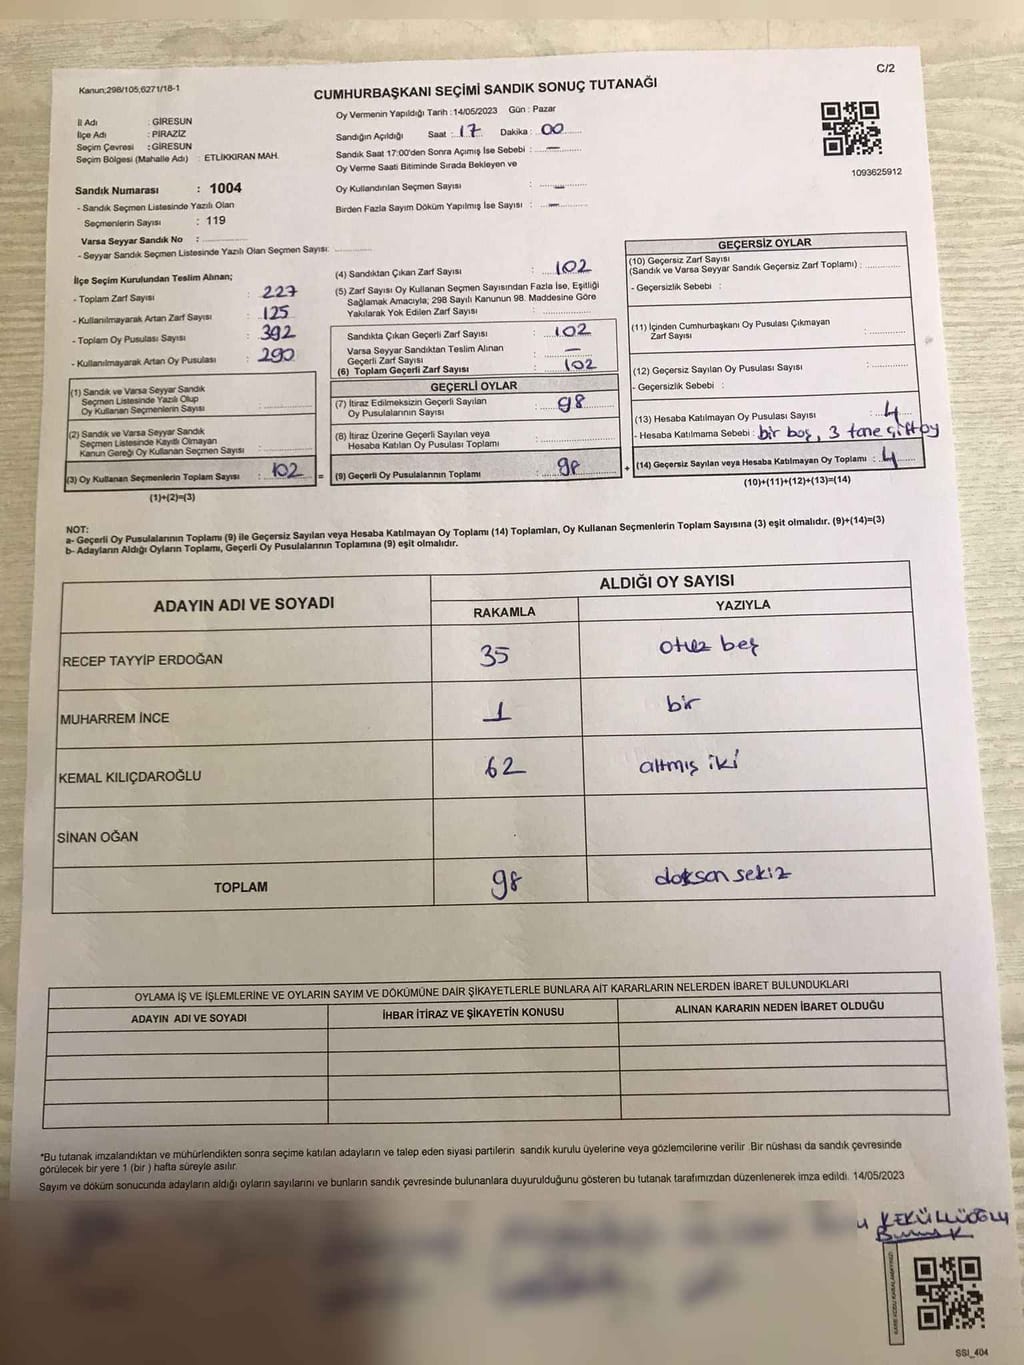 Kanun;298/105,6271/18-1
C/2
CUMHURBAŞKANI SEÇİMİ SANDIK SONUÇ TUTANAĞI
İl Adı : GİRESUN
İlçe Adı : PİRAZİZ
Seçim Çevresi : GİRESUN
Seçim Bölgesi (Mahalle Adı) : ETLİKKIRAN MAH.
Sandık Numarası : 1004
- Sandık Seçmen Listesinde Yazılı Olan
Seçmenlerin Sayısı : 119
Varsa Seyyar Sandık No :
- Seyyar Sandık Seçmen Listesinde Yazılı Olan Seçmen Sayısı:
Oy Vermenin Yapıldığı Tarih : 14/05/2023 Gün : Pazar
Sandığın Açıldığı Saat : 17 Dakika : 00
Sandık Saat 17:00'den Sonra Açımış İse Sebebi : —
Oy Verme Saati Bitiminde Sırada Bekleyen ve
Oy Kullandırılan Seçmen Sayısı : —
Birden Fazla Sayım Döküm Yapılmış İse Sayısı : —
1093625912
İlçe Seçim Kurulundan Teslim Alınan;
- Toplam Zarf Sayısı : 227
- Kullanılmayarak Artan Zarf Sayısı : 125
- Toplam Oy Pusulası Sayısı : 392
- Kullanılmayarak Artan Oy Pusulası : 290
(1) Sandık ve Varsa Seyyar Sandık
Seçmen Listesinde Yazılı Olup
Oy Kullanan Seçmenlerin Sayısı :
(2) Sandık ve Varsa Seyyar Sandık
Seçmen Listesinde Kayıtlı Olmayan
Kanun Gereği Oy Kullanan Seçmen Sayısı :
(3) Oy Kullanan Seçmenlerin Toplam Sayısı : 102 =
(1)+(2)=(3)
(4) Sandıktan Çıkan Zarf Sayısı : 102
(5) Zarf Sayısı Oy Kullanan Seçmen Sayısından Fazla İse, Eşitliği
Sağlamak Amacıyla; 298 Sayılı Kanunun 98. Maddesine Göre
Yakılarak Yok Edilen Zarf Sayısı :
Sandıkta Çıkan Geçerli Zarf Sayısı : 102
Varsa Seyyar Sandıktan Teslim Alınan
Geçerli Zarf Sayısı : —
(6) Toplam Geçerli Zarf Sayısı : 102
GEÇERLİ OYLAR
(7) İtiraz Edilmeksizin Geçerli Sayılan
Oy Pusulalarının Sayısı : 98
(8) İtiraz Üzerine Geçerli Sayılan veya
Hesaba Katılan Oy Pusulası Toplamı :
(9) Geçerli Oy Pusulalarının Toplamı : 98 +
GEÇERSİZ OYLAR
(10) Geçersiz Zarf Sayısı
(Sandık ve Varsa Seyyar Sandık Geçersiz Zarf Toplamı) :
- Geçersizlik Sebebi :
(11) İçinden Cumhurbaşkanı Oy Pusulası Çıkmayan
Zarf Sayısı :
(12) Geçersiz Sayılan Oy Pusulası Sayısı :
- Geçersizlik Sebebi :
(13) Hesaba Katılmayan Oy Pusulası Sayısı : 4
- Hesaba Katılmama Sebebi : bir boş, 3 tane çift oy
(14) Geçersiz Sayılan veya Hesaba Katılmayan Oy Toplamı : 4
(10)+(11)+(12)+(13)=(14)
NOT:
a- Geçerli Oy Pusulalarının Toplamı (9) ile Geçersiz Sayılan veya Hesaba Katılmayan Oy Toplamı (14) Toplamları, Oy Kullanan Seçmenlerin Toplam Sayısına (3) eşit olmalıdır. (9)+(14)=(3)
b- Adayların Aldığı Oyların Toplamı, Geçerli Oy Pusulalarının Toplamına (9) eşit olmalıdır.
ADAYIN ADI VE SOYADI
ALDIĞI OY SAYISI
RAKAMLA YAZIYLA
RECEP TAYYİP ERDOĞAN 35 otuz beş
MUHARREM İNCE 1 bir
KEMAL KILIÇDAROĞLU 62 altmış iki
SİNAN OĞAN
TOPLAM 98 doksan sekiz
OYLAMA İŞ VE İŞLEMLERİNE VE OYLARIN SAYIM VE DÖKÜMÜNE DAİR ŞİKAYETLERLE BUNLARA AİT KARARLARIN NELERDEN İBARET BULUNDUKLARI
ADAYIN ADI VE SOYADI İHBAR İTİRAZ VE ŞİKAYETİN KONUSU ALINAN KARARIN NEDEN İBARET OLDUĞU
*Bu tutanak imzalandıktan ve mühürlendikten sonra seçime katılan adayların ve talep eden siyasi partilerin sandık kurulu üyelerine veya gözlemcilerine verilir. Bir nüshası da sandık çevresinde
görülecek bir yere 1 (bir ) hafta süreyle asılır.
Sayım ve döküm sonucunda adayların aldığı oyların sayılarını ve bunların sandık çevresinde bulunanlara duyurulduğunu gösteren bu tutanak tarafımızdan düzenlenerek imza edildi. 14/05/2023
KEKÜLLÜOĞLU
SSI_404